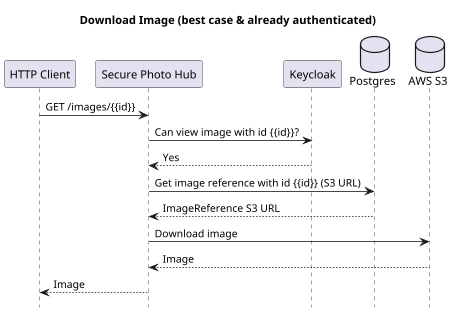 Download Image (best case & already authenticated)
HTTP Client
Secure Photo Hub
Keycloak
Postgres
AWS S3
GET /images/{{id}}
Can view image with id {{id}}?
Yes
Get image reference with id {{id}} (S3 URL)
ImageReference S3 URL
Download image
Image
Image